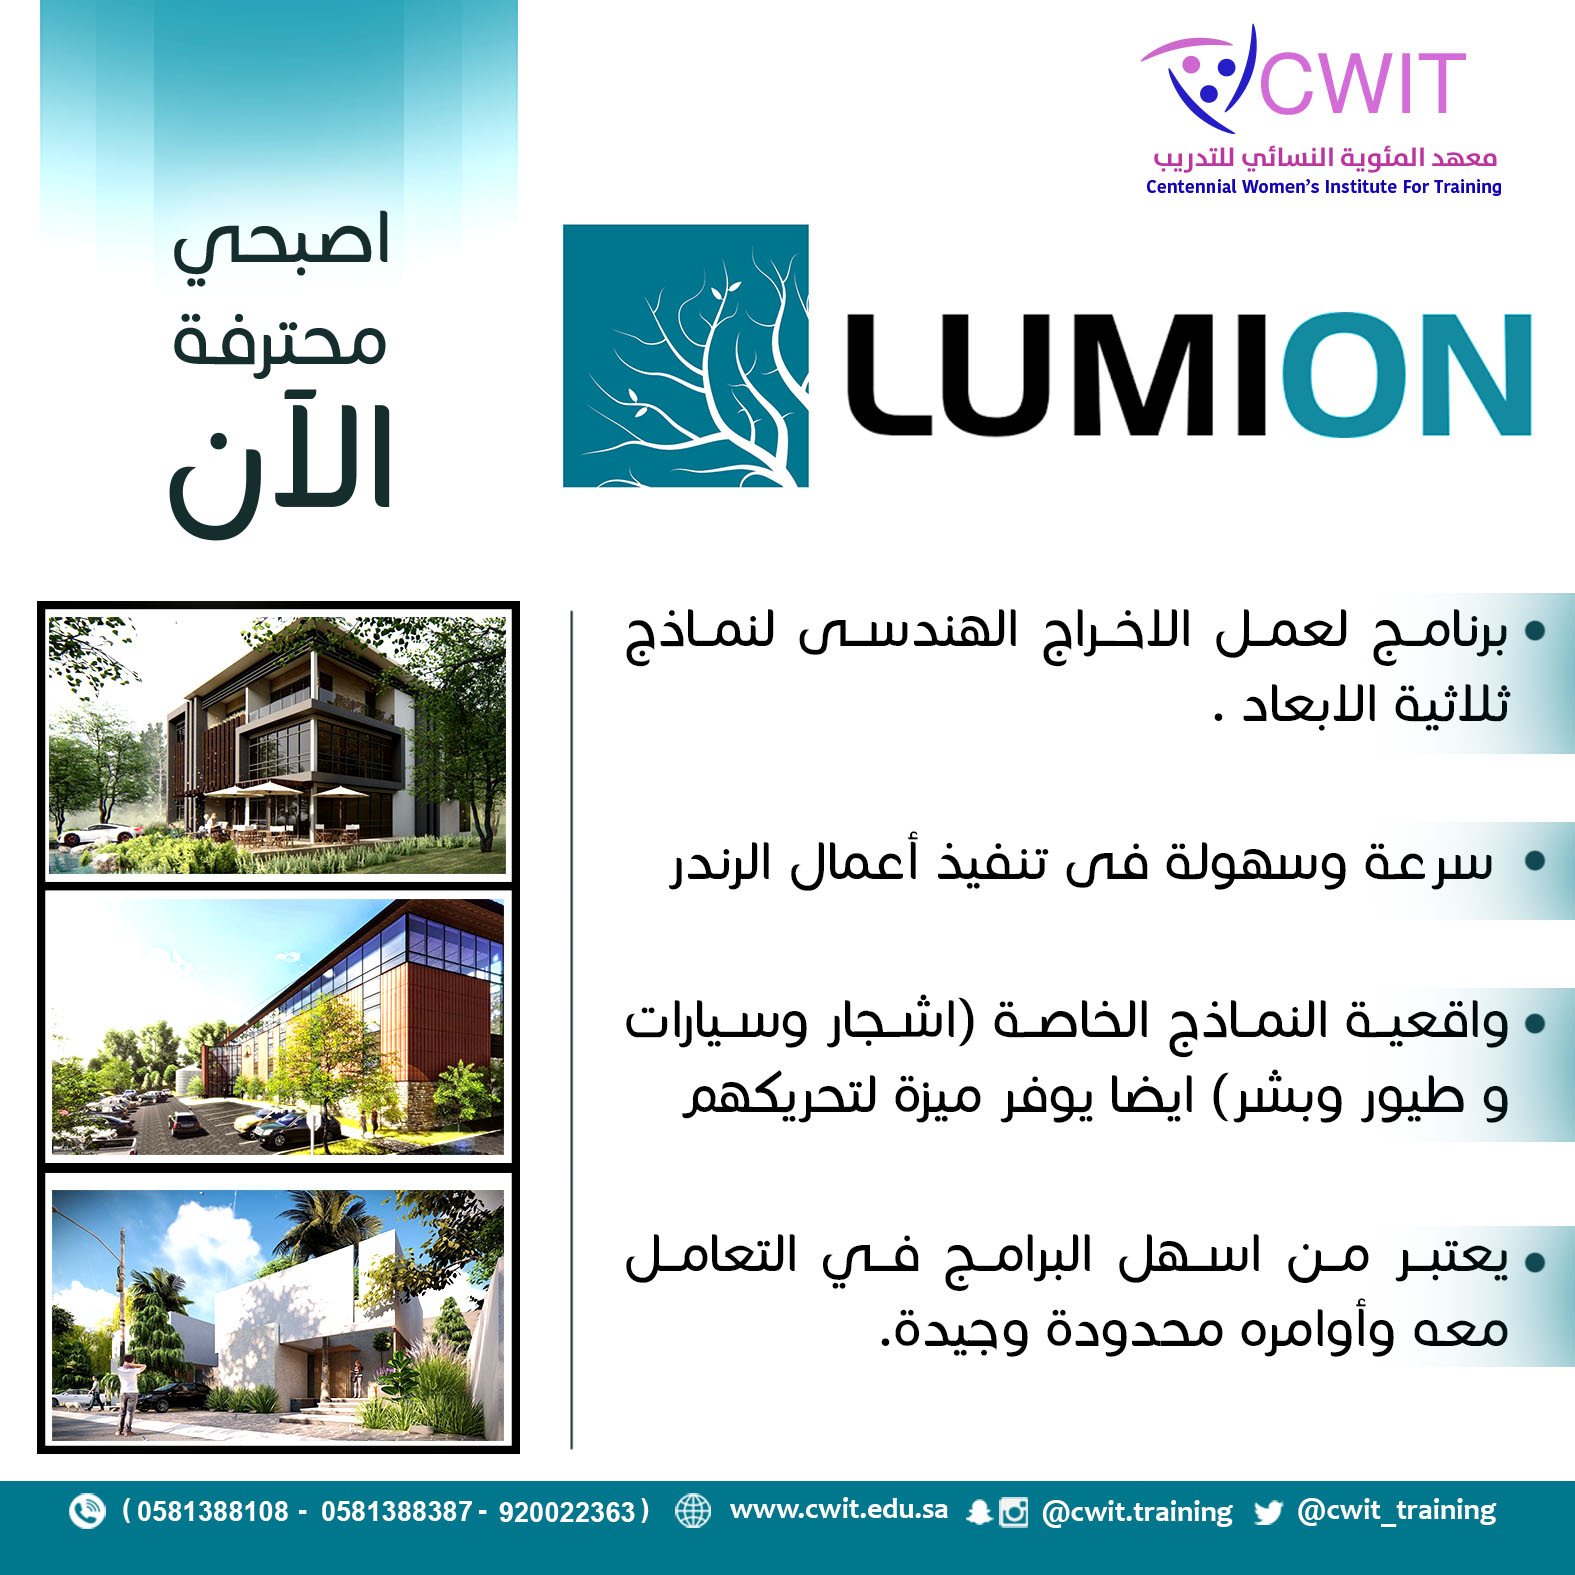 CWIT
معهد المئوية النسائي للتدريب
Centennial Women's Institute For Training
اصبحي
محترفة
الآن
LUMION
برنامج لعمل الاخراج الهندسى لنماذج
ثلاثية الابعاد .
سرعة وسهولة فى تنفيذ أعمال الرندر
واقعية النماذج الخاصة (اشجار وسيارات
و طيور وبشر) ايضا يوفر ميزة لتحريكهم
يعتبر من اسهل البرامج في التعامل
معه وأوامره محدودة وجيدة.
( 0581388108 - 0581388387 - 920022363 ) www.cwit.edu.sa @cwit.training @cwit_training